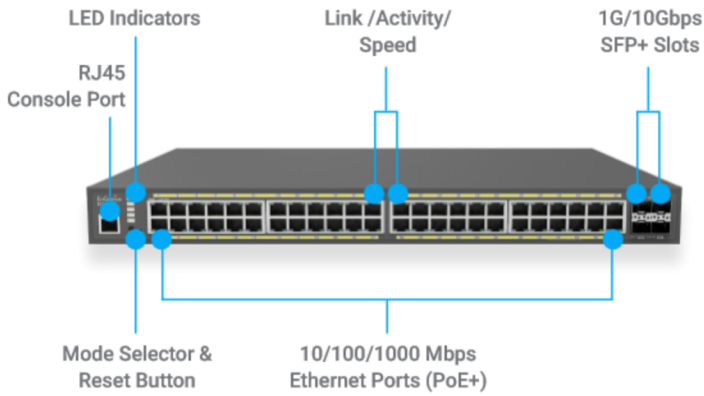 LED Indicators
Link /Activity/
Speed
1G/10Gbps
SFP+ Slots
RJ45
Console Port
Mode Selector &
Reset Button
10/100/1000 Mbps
Ethernet Ports (PoE+)